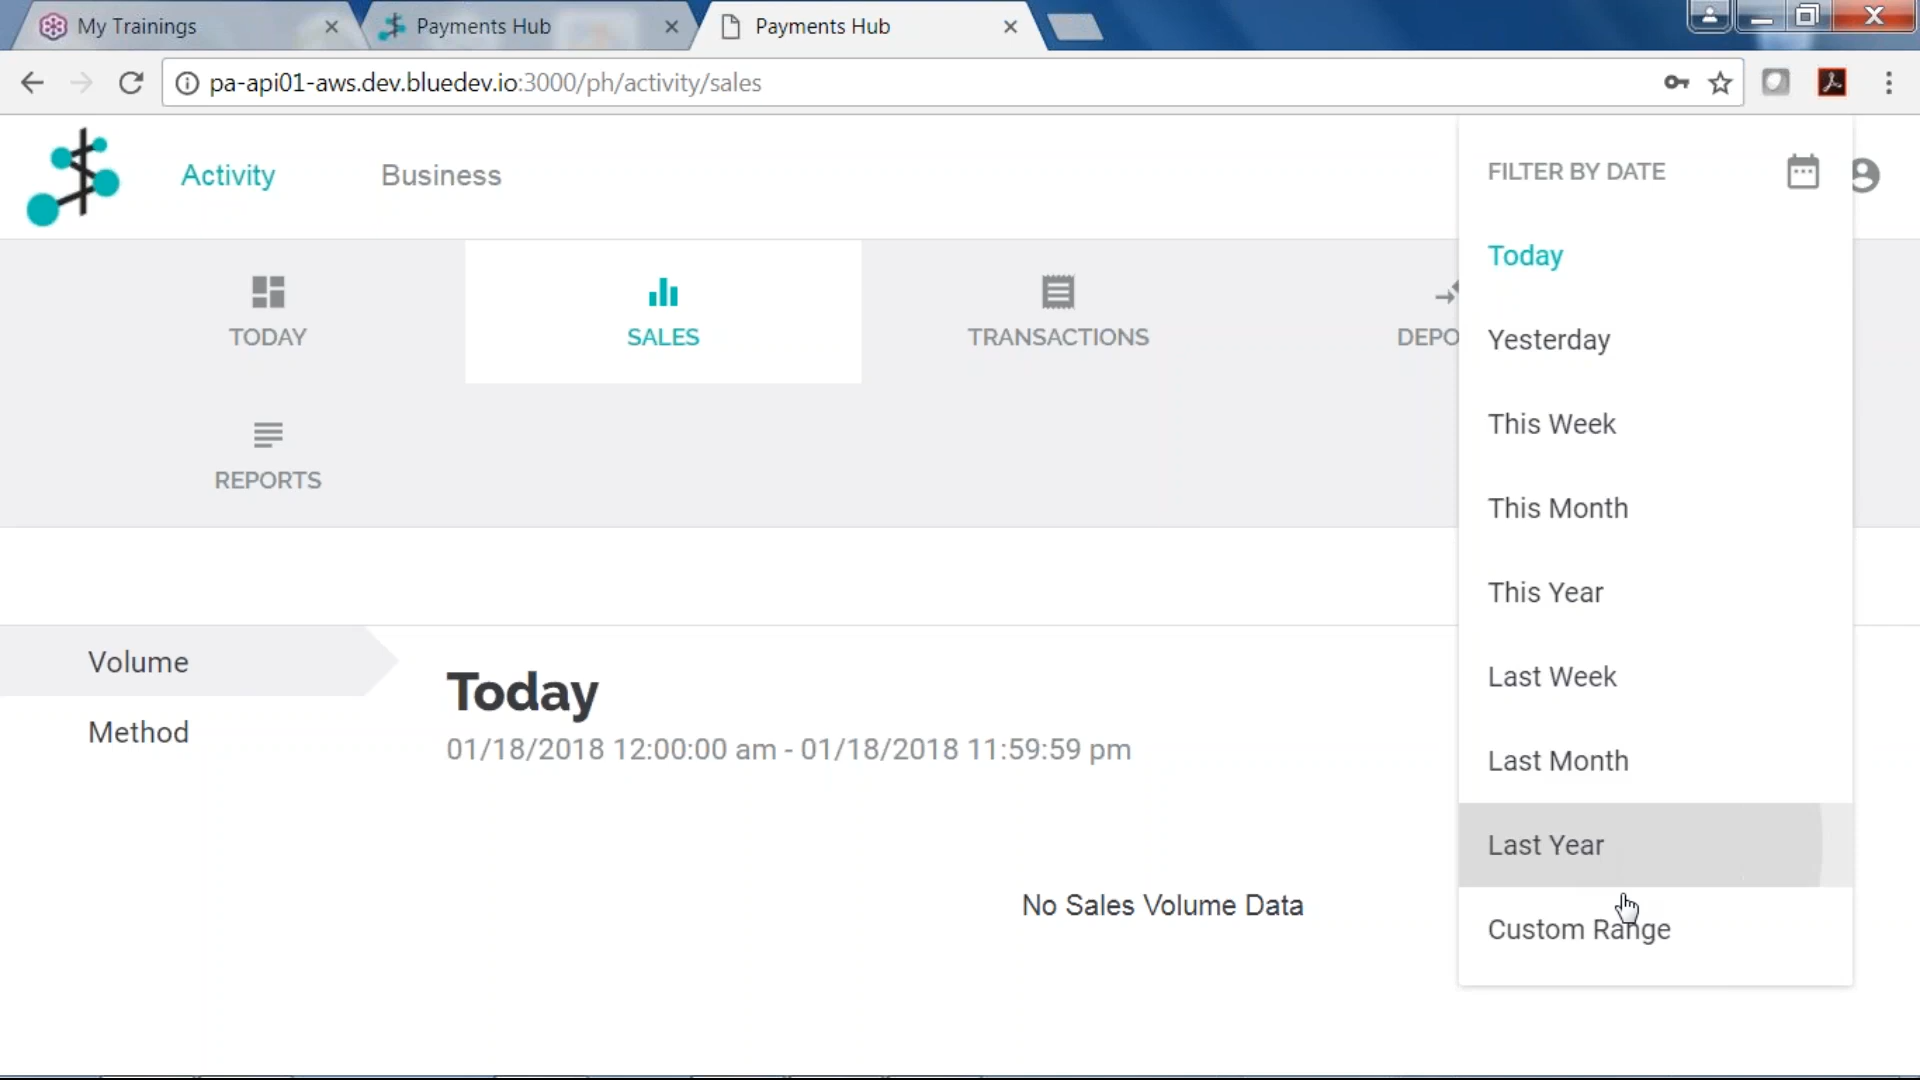 My Trainings
Payments Hub
Payments Hub
pa-api01-aws.dev.bluedev.io:3000/ph/activity/sales
Activity
Business
FILTER BY DATE
Today
Yesterday
This Week
This Month
This Year
Last Week
Last Month
Last Year
Custom Range
TODAY
SALES
TRANSACTIONS
DEPO
REPORTS
Volume
Method
Today
01/18/2018 12:00:00 am - 01/18/2018 11:59:59 pm
No Sales Volume Data